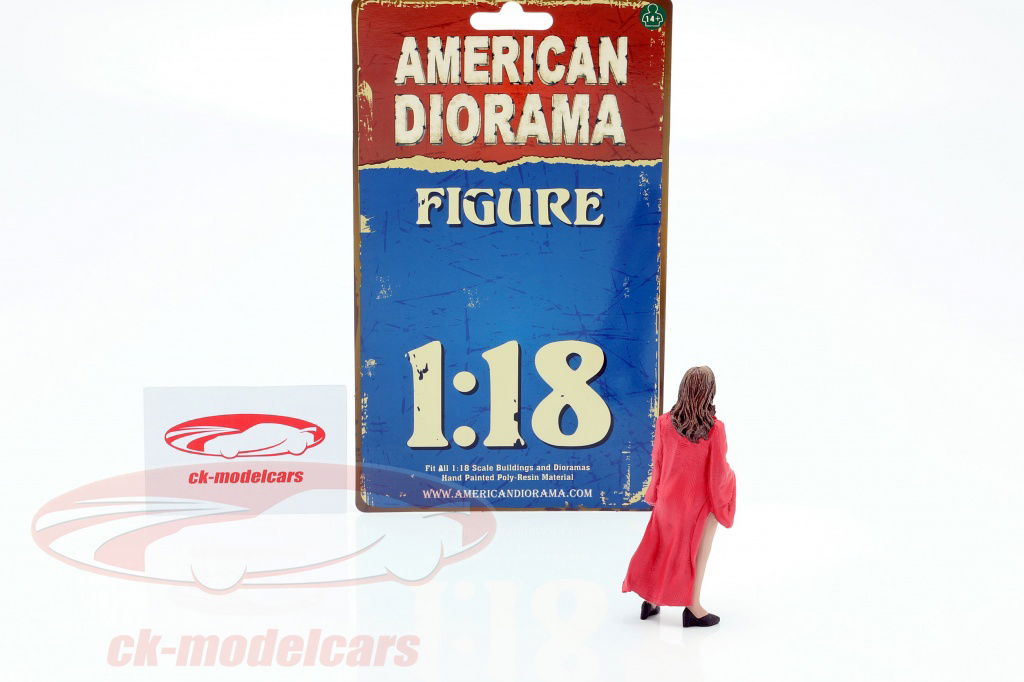 14+
AMERICAN
DIORAMA
FIGURE
1:18
Fit All 1:18 Scale Buildings and Dioramas
Hand Painted Poly-Resin Material
WWW.AMERICANDIORAMA.COM
ck-modelcars
ck-modelcars